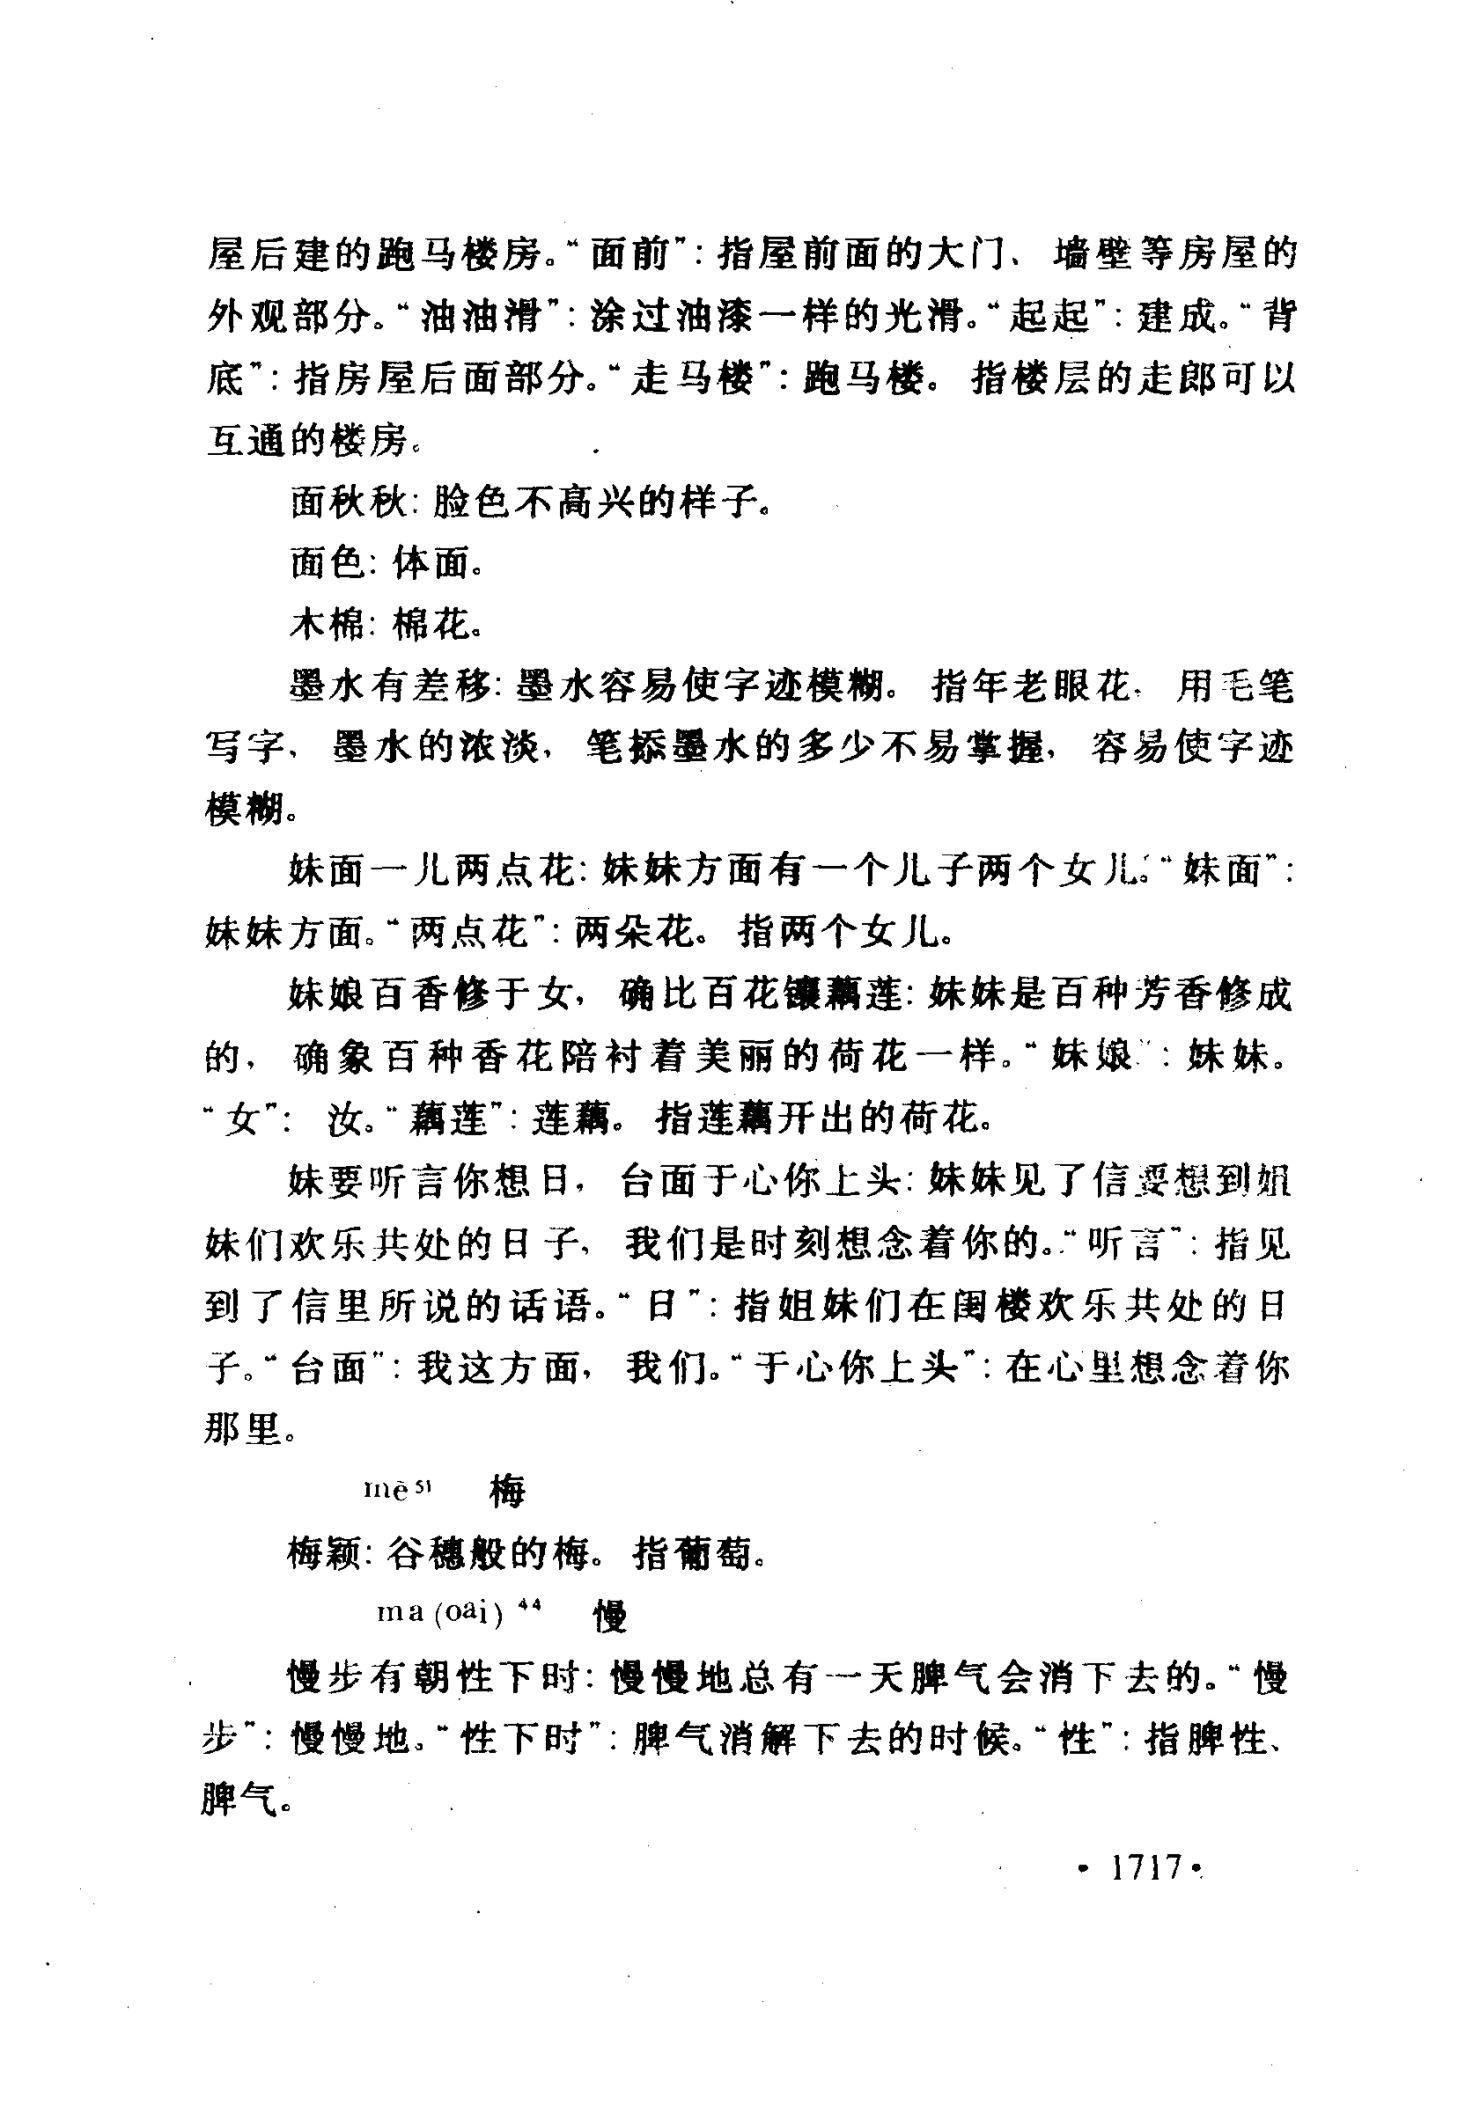 屋后建的跑马楼房。“面前”：指屋前面的大门、墙壁等房屋的
外观部分。“油油滑”：涂过油漆一样的光滑。“起起”：建成。“背
底”：指房屋后面部分。“走马楼”：跑马楼。指楼层的走郎可以
互通的楼房。
面秋秋：脸色不高兴的样子。
面色：体面。
木棉：棉花。
墨水有差移：墨水容易使字迹模糊。指年老眼花，用毛笔
写字，墨水的浓淡，笔掭墨水的多少不易掌握，容易使字迹
模糊。
妹面一儿两点花：妹妹方面有一个儿子两个女儿。“妹面”：
妹妹方面。“两点花”：两朵花。指两个女儿。
妹娘百香修于女，确比百花镶藕莲：妹妹是百种芳香修成
的，确象百种香花陪衬着美丽的荷花一样。“妹娘”：妹妹。
“女”：汝。“藕莲”：莲藕。指莲藕开出的荷花。
妹要听言你想日，台面于心你上头：妹妹见了信要想到姐
妹们欢乐共处的日子，我们是时刻想念着你的。“听言”：指见
到了信里所说的话语。“日”：指姐妹们在闺楼欢乐共处的日
子。“台面”：我这方面，我们。“于心你上头”：在心里想念着你
那里。
mè⁵¹ 梅
梅颖：谷穗般的梅。指葡萄。
ma(oai)⁴⁴ 慢
慢步有朝性下时：慢慢地总有一天脾气会消下去的。“慢
步”：慢慢地。“性下时”：脾气消解下去的时候。“性”：指脾性、
脾气。
·1717·